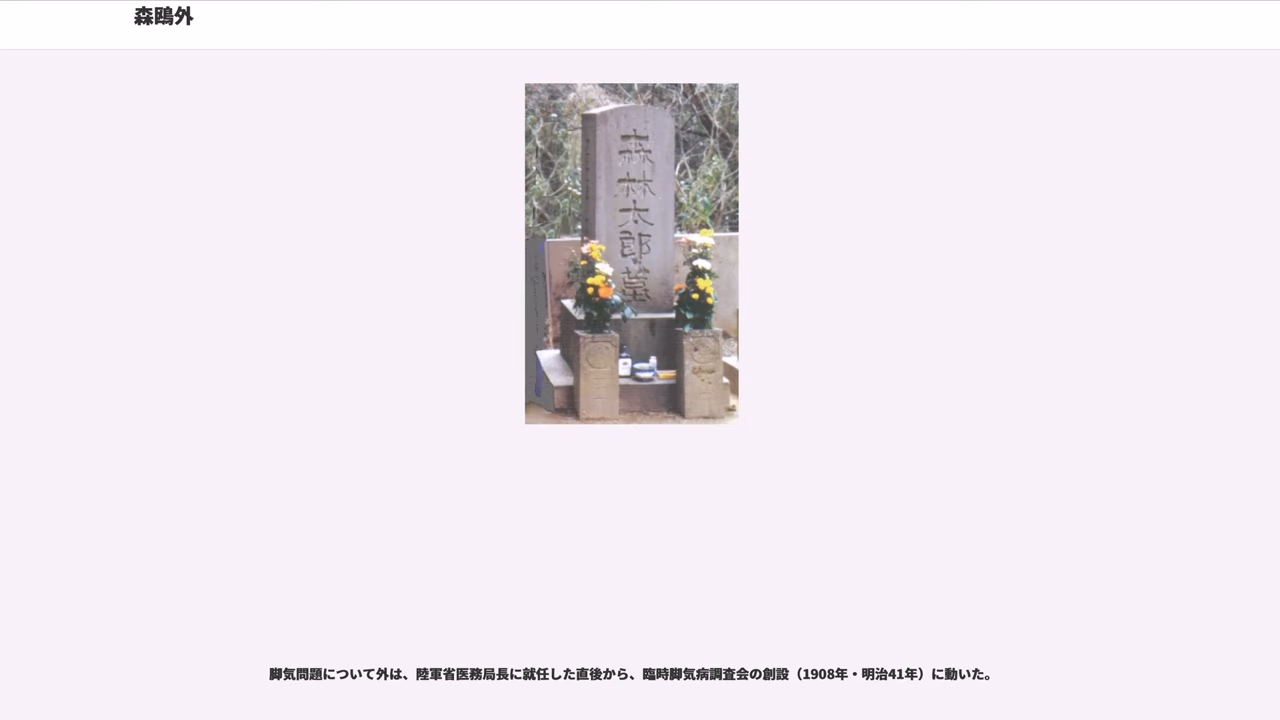 森鴎外
森林太郎墓
脚気問題について外は、陸軍省医務局長に就任した直後から、臨時脚気病調査会の創設（1908年・明治41年）に動いた。